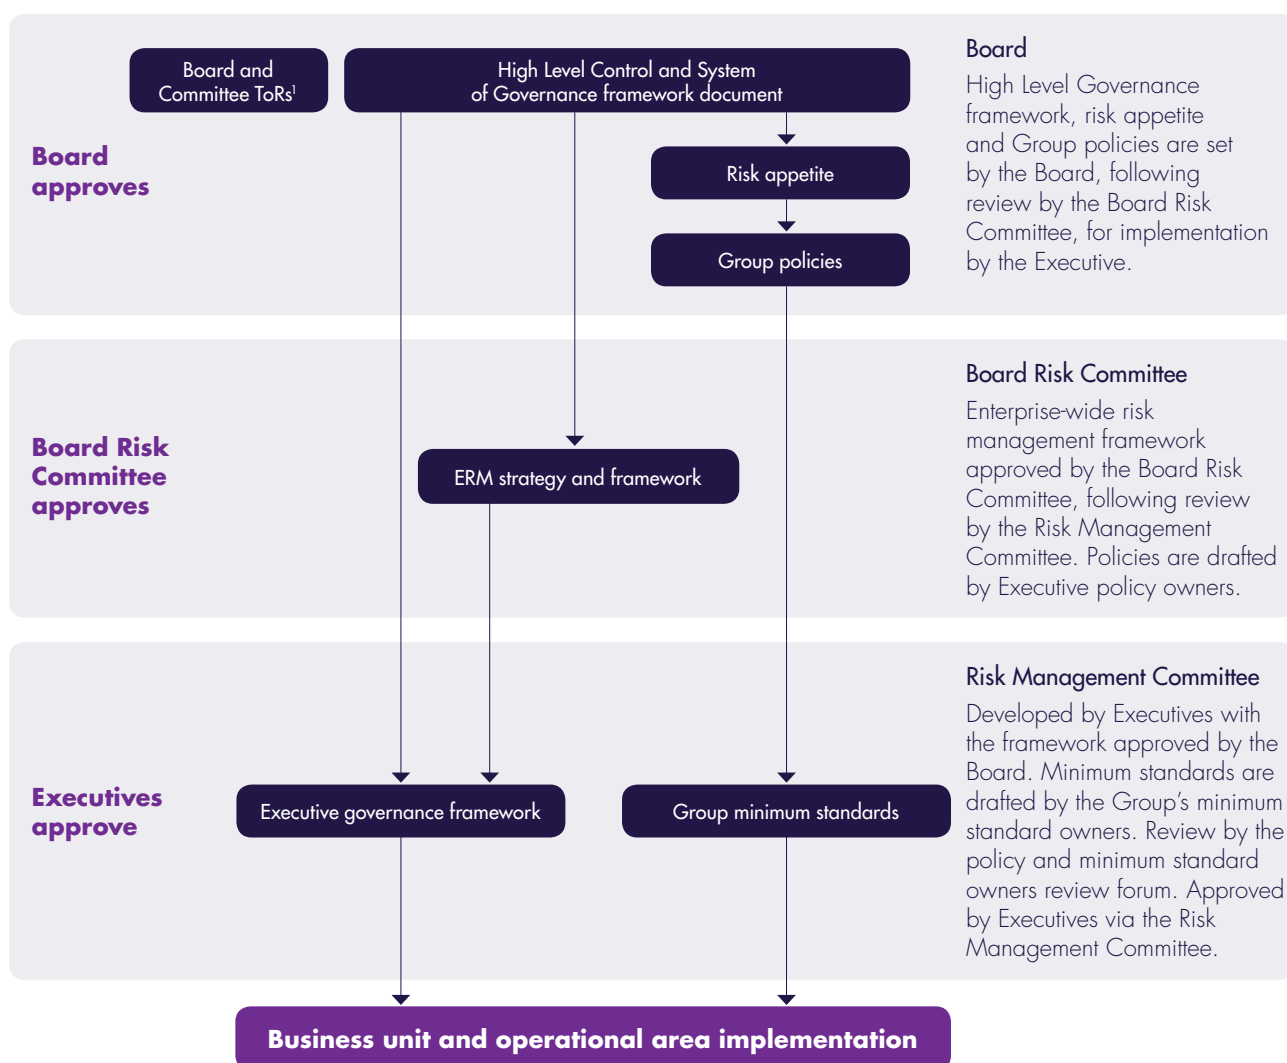 Board and
Committee ToRs¹
High Level Control and System
of Governance framework document
Board
approves
Risk appetite
Group policies
Board
High Level Governance
framework, risk appetite
and Group policies are set
by the Board, following
review by the Board Risk
Committee, for implementation
by the Executive.
Board Risk
Committee
approves
ERM strategy and framework
Board Risk Committee
Enterprise-wide risk
management framework
approved by the Board Risk
Committee, following review
by the Risk Management
Committee. Policies are drafted
by Executive policy owners.
Executives
approve
Executive governance framework
Group minimum standards
Risk Management Committee
Developed by Executives with
the framework approved by the
Board. Minimum standards are
drafted by the Group’s minimum
standard owners. Review by the
policy and minimum standard
owners review forum. Approved
by Executives via the Risk
Management Committee.
Business unit and operational area implementation